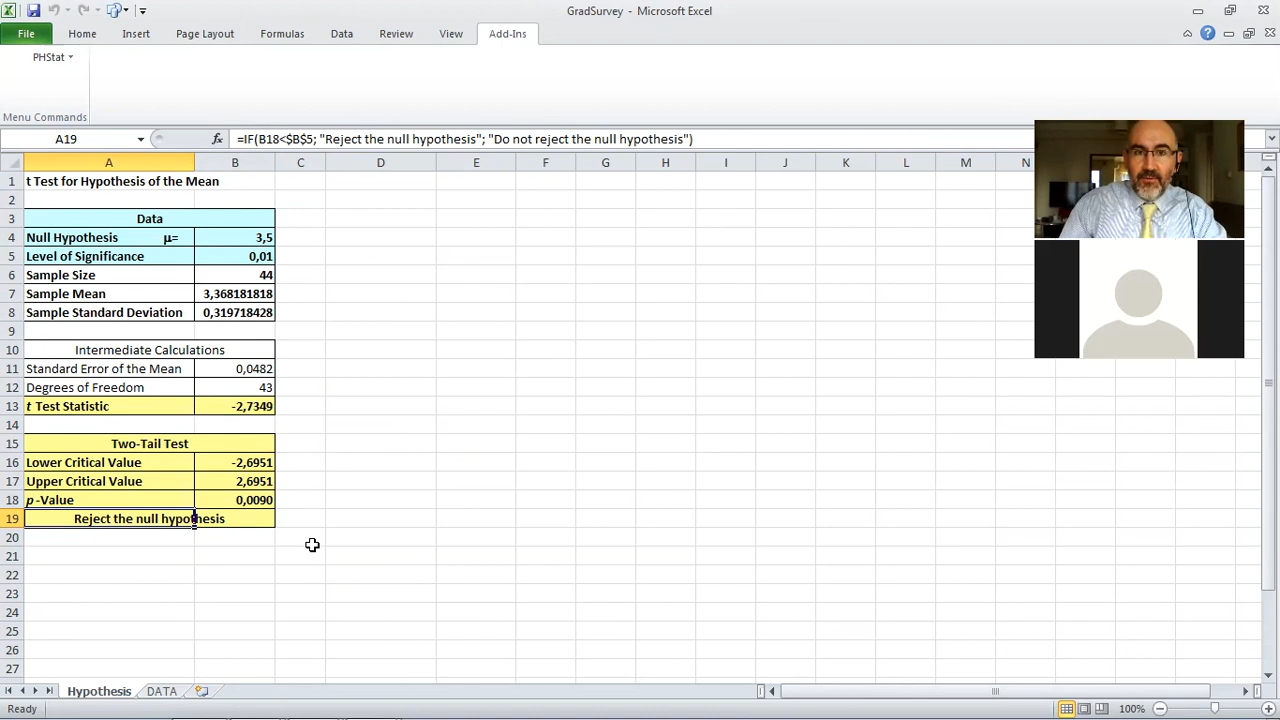 GradSurvey - Microsoft Excel
File Home Insert Page Layout Formulas Data Review View Add-Ins
PHStat
Menu Commands
A19 fx =IF(B18<$B$5; "Reject the null hypothesis"; "Do not reject the null hypothesis")
A B C D E F G H I J K L M N
1 t Test for Hypothesis of the Mean
2
3 Data
4 Null Hypothesis μ= 3,5
5 Level of Significance 0,01
6 Sample Size 44
7 Sample Mean 3,368181818
8 Sample Standard Deviation 0,319718428
9
10 Intermediate Calculations
11 Standard Error of the Mean 0,0482
12 Degrees of Freedom 43
13 t Test Statistic -2,7349
14
15 Two-Tail Test
16 Lower Critical Value -2,6951
17 Upper Critical Value 2,6951
18 p -Value 0,0090
19 Reject the null hypothesis
20
21
22
23
24
25
26
27
Hypothesis DATA
Ready 100%